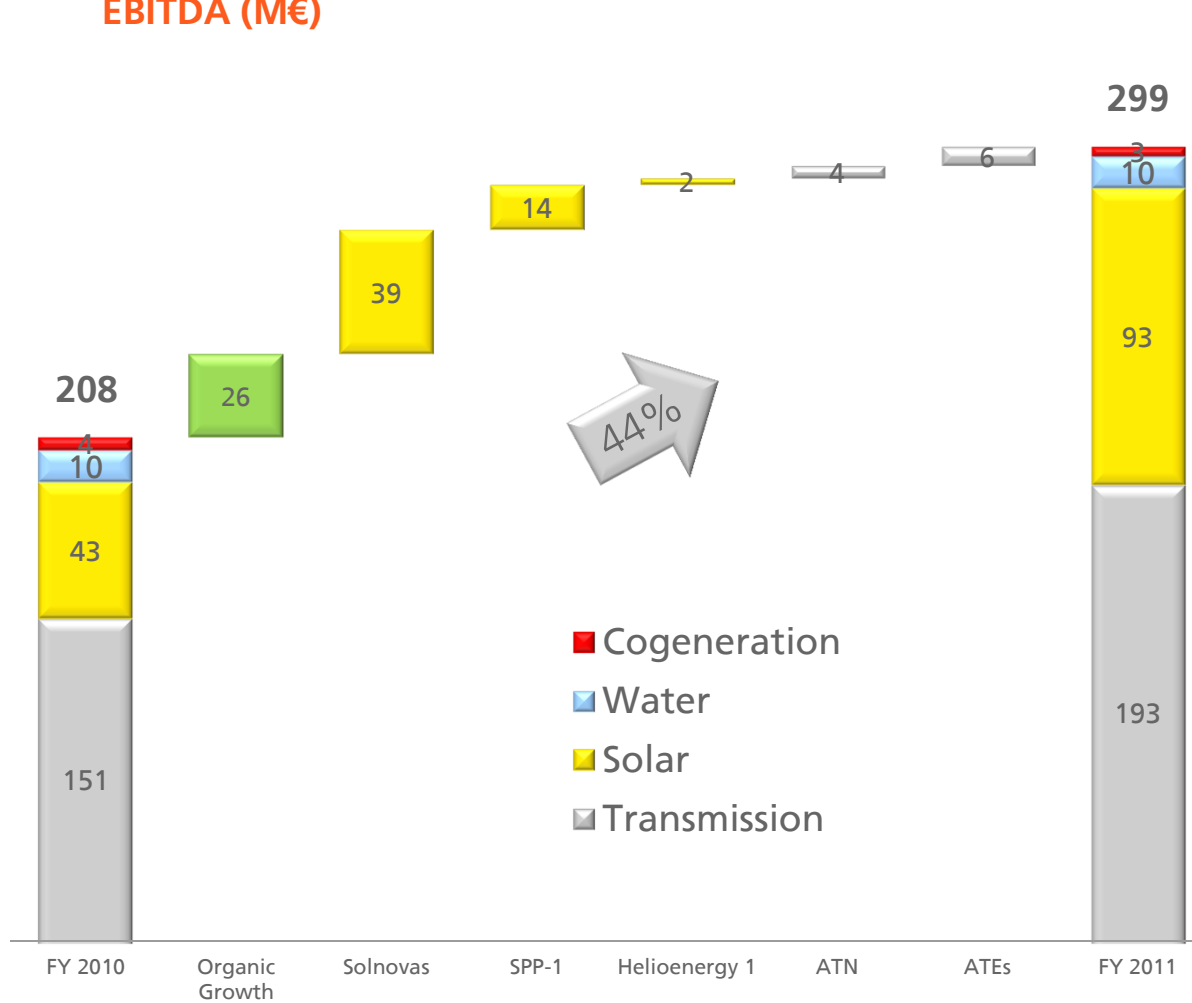 EBITDA (M€)
299
3
10
93
193
6
4
2
14
39
26
208
4
10
43
151
44%
Cogeneration
Water
Solar
Transmission
FY 2010
Organic
Growth
Solnovas
SPP-1
Helioenergy 1
ATN
ATEs
FY 2011